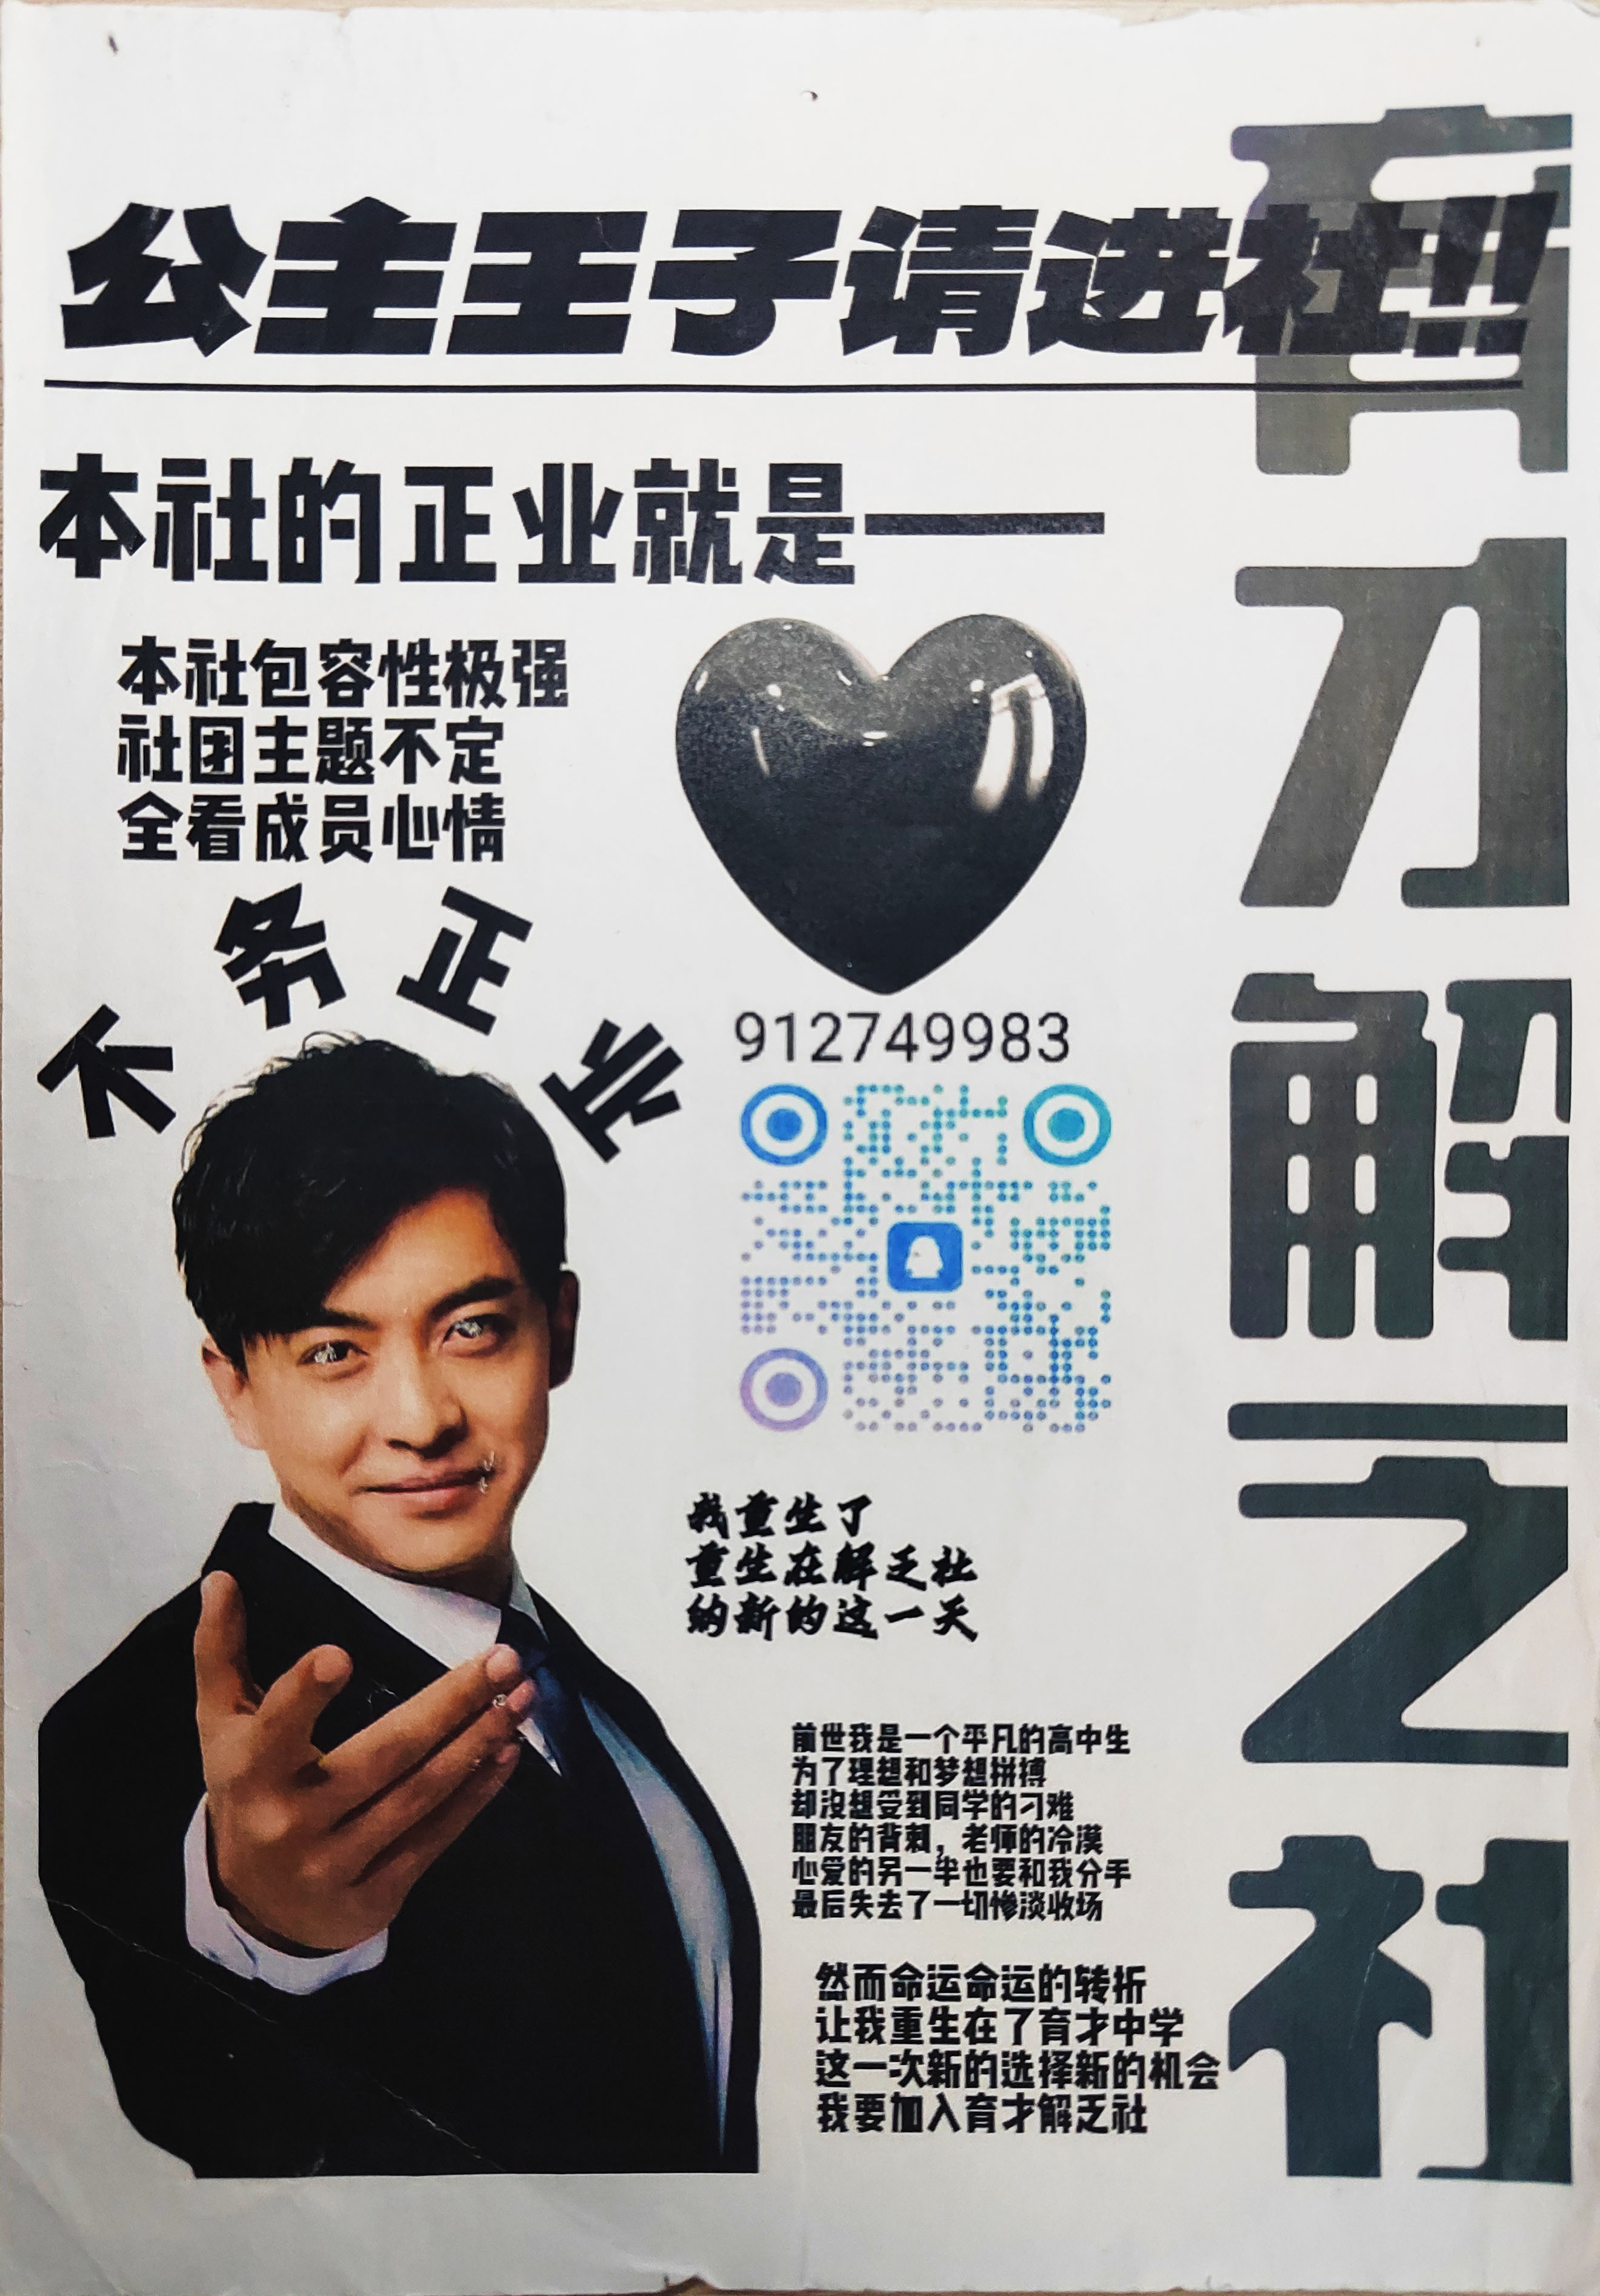 公主王子请进社!!
育才解乏社
本社的正业就是——
本社包容性极强
社团主题不定
全看成员心情
不务正业
912749983
我重生了
重生在解乏社
纳新的这一天
前世我是一个平凡的高中生
为了理想和梦想拼搏
却没想受到同学的刁难
朋友的背刺，老师的冷漠
心爱的另一半也要和我分手
最后失去了一切惨淡收场
然而命运命运的转折
让我重生在了育才中学
这一次新的选择新的机会
我要加入育才解乏社